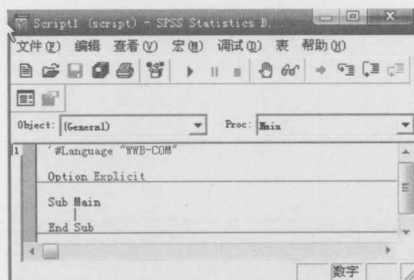 Script1 (script) - SPSS Statistics B.
文件(F) 编辑 查看(V) 宏(M) 调试(D) 表 帮助(H)
Object: (General) Proc: Main
1
'#Language "WWB-COM"
Option Explicit
Sub Main
End Sub
数字